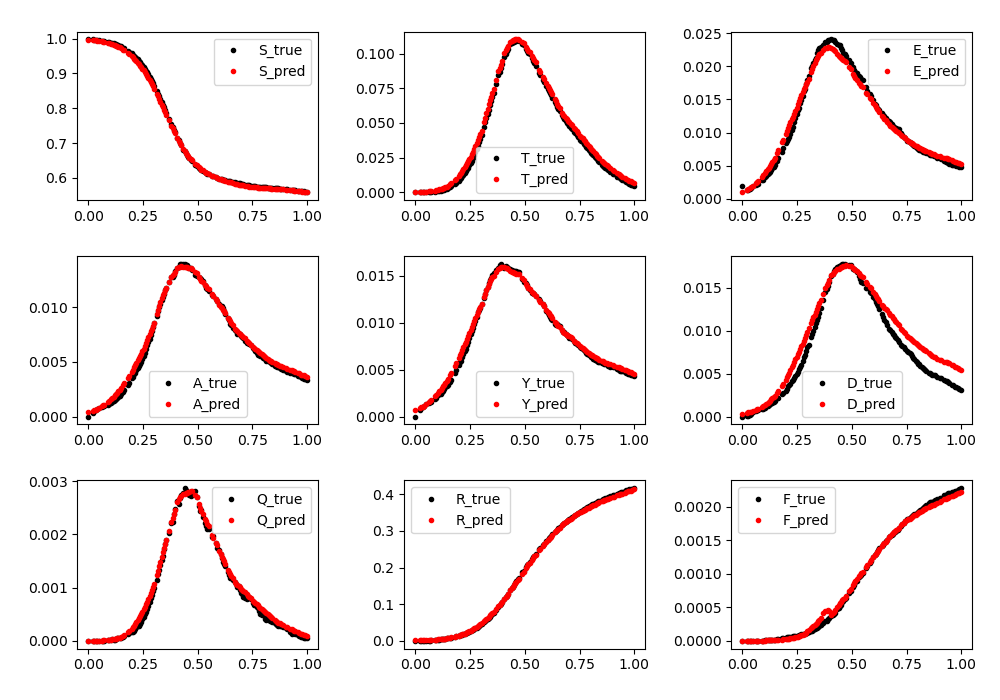 1.0
0.9
0.8
0.7
0.6
S_true
S_pred
0.00 0.25 0.50 0.75 1.00
0.100
0.075
0.050
0.025
0.000
T_true
T_pred
0.00 0.25 0.50 0.75 1.00
0.025
0.020
0.015
0.010
0.005
0.000
E_true
E_pred
0.00 0.25 0.50 0.75 1.00
0.010
0.005
0.000
A_true
A_pred
0.00 0.25 0.50 0.75 1.00
0.015
0.010
0.005
0.000
Y_true
Y_pred
0.00 0.25 0.50 0.75 1.00
0.015
0.010
0.005
0.000
D_true
D_pred
0.00 0.25 0.50 0.75 1.00
0.003
0.002
0.001
0.000
Q_true
Q_pred
0.00 0.25 0.50 0.75 1.00
0.4
0.3
0.2
0.1
0.0
R_true
R_pred
0.00 0.25 0.50 0.75 1.00
0.0020
0.0015
0.0010
0.0005
0.0000
F_true
F_pred
0.00 0.25 0.50 0.75 1.00